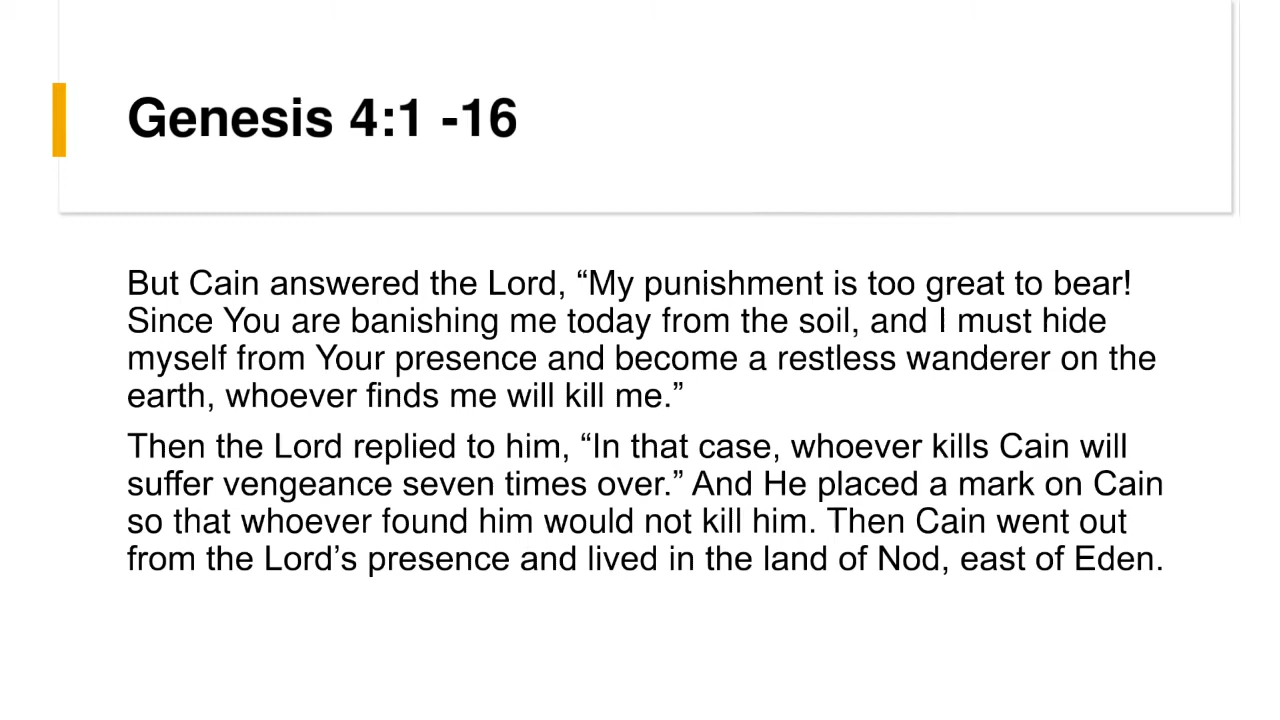 Genesis 4:1 -16
But Cain answered the Lord, “My punishment is too great to bear!
Since You are banishing me today from the soil, and I must hide
myself from Your presence and become a restless wanderer on the
earth, whoever finds me will kill me.”
Then the Lord replied to him, “In that case, whoever kills Cain will
suffer vengeance seven times over.” And He placed a mark on Cain
so that whoever found him would not kill him. Then Cain went out
from the Lord’s presence and lived in the land of Nod, east of Eden.